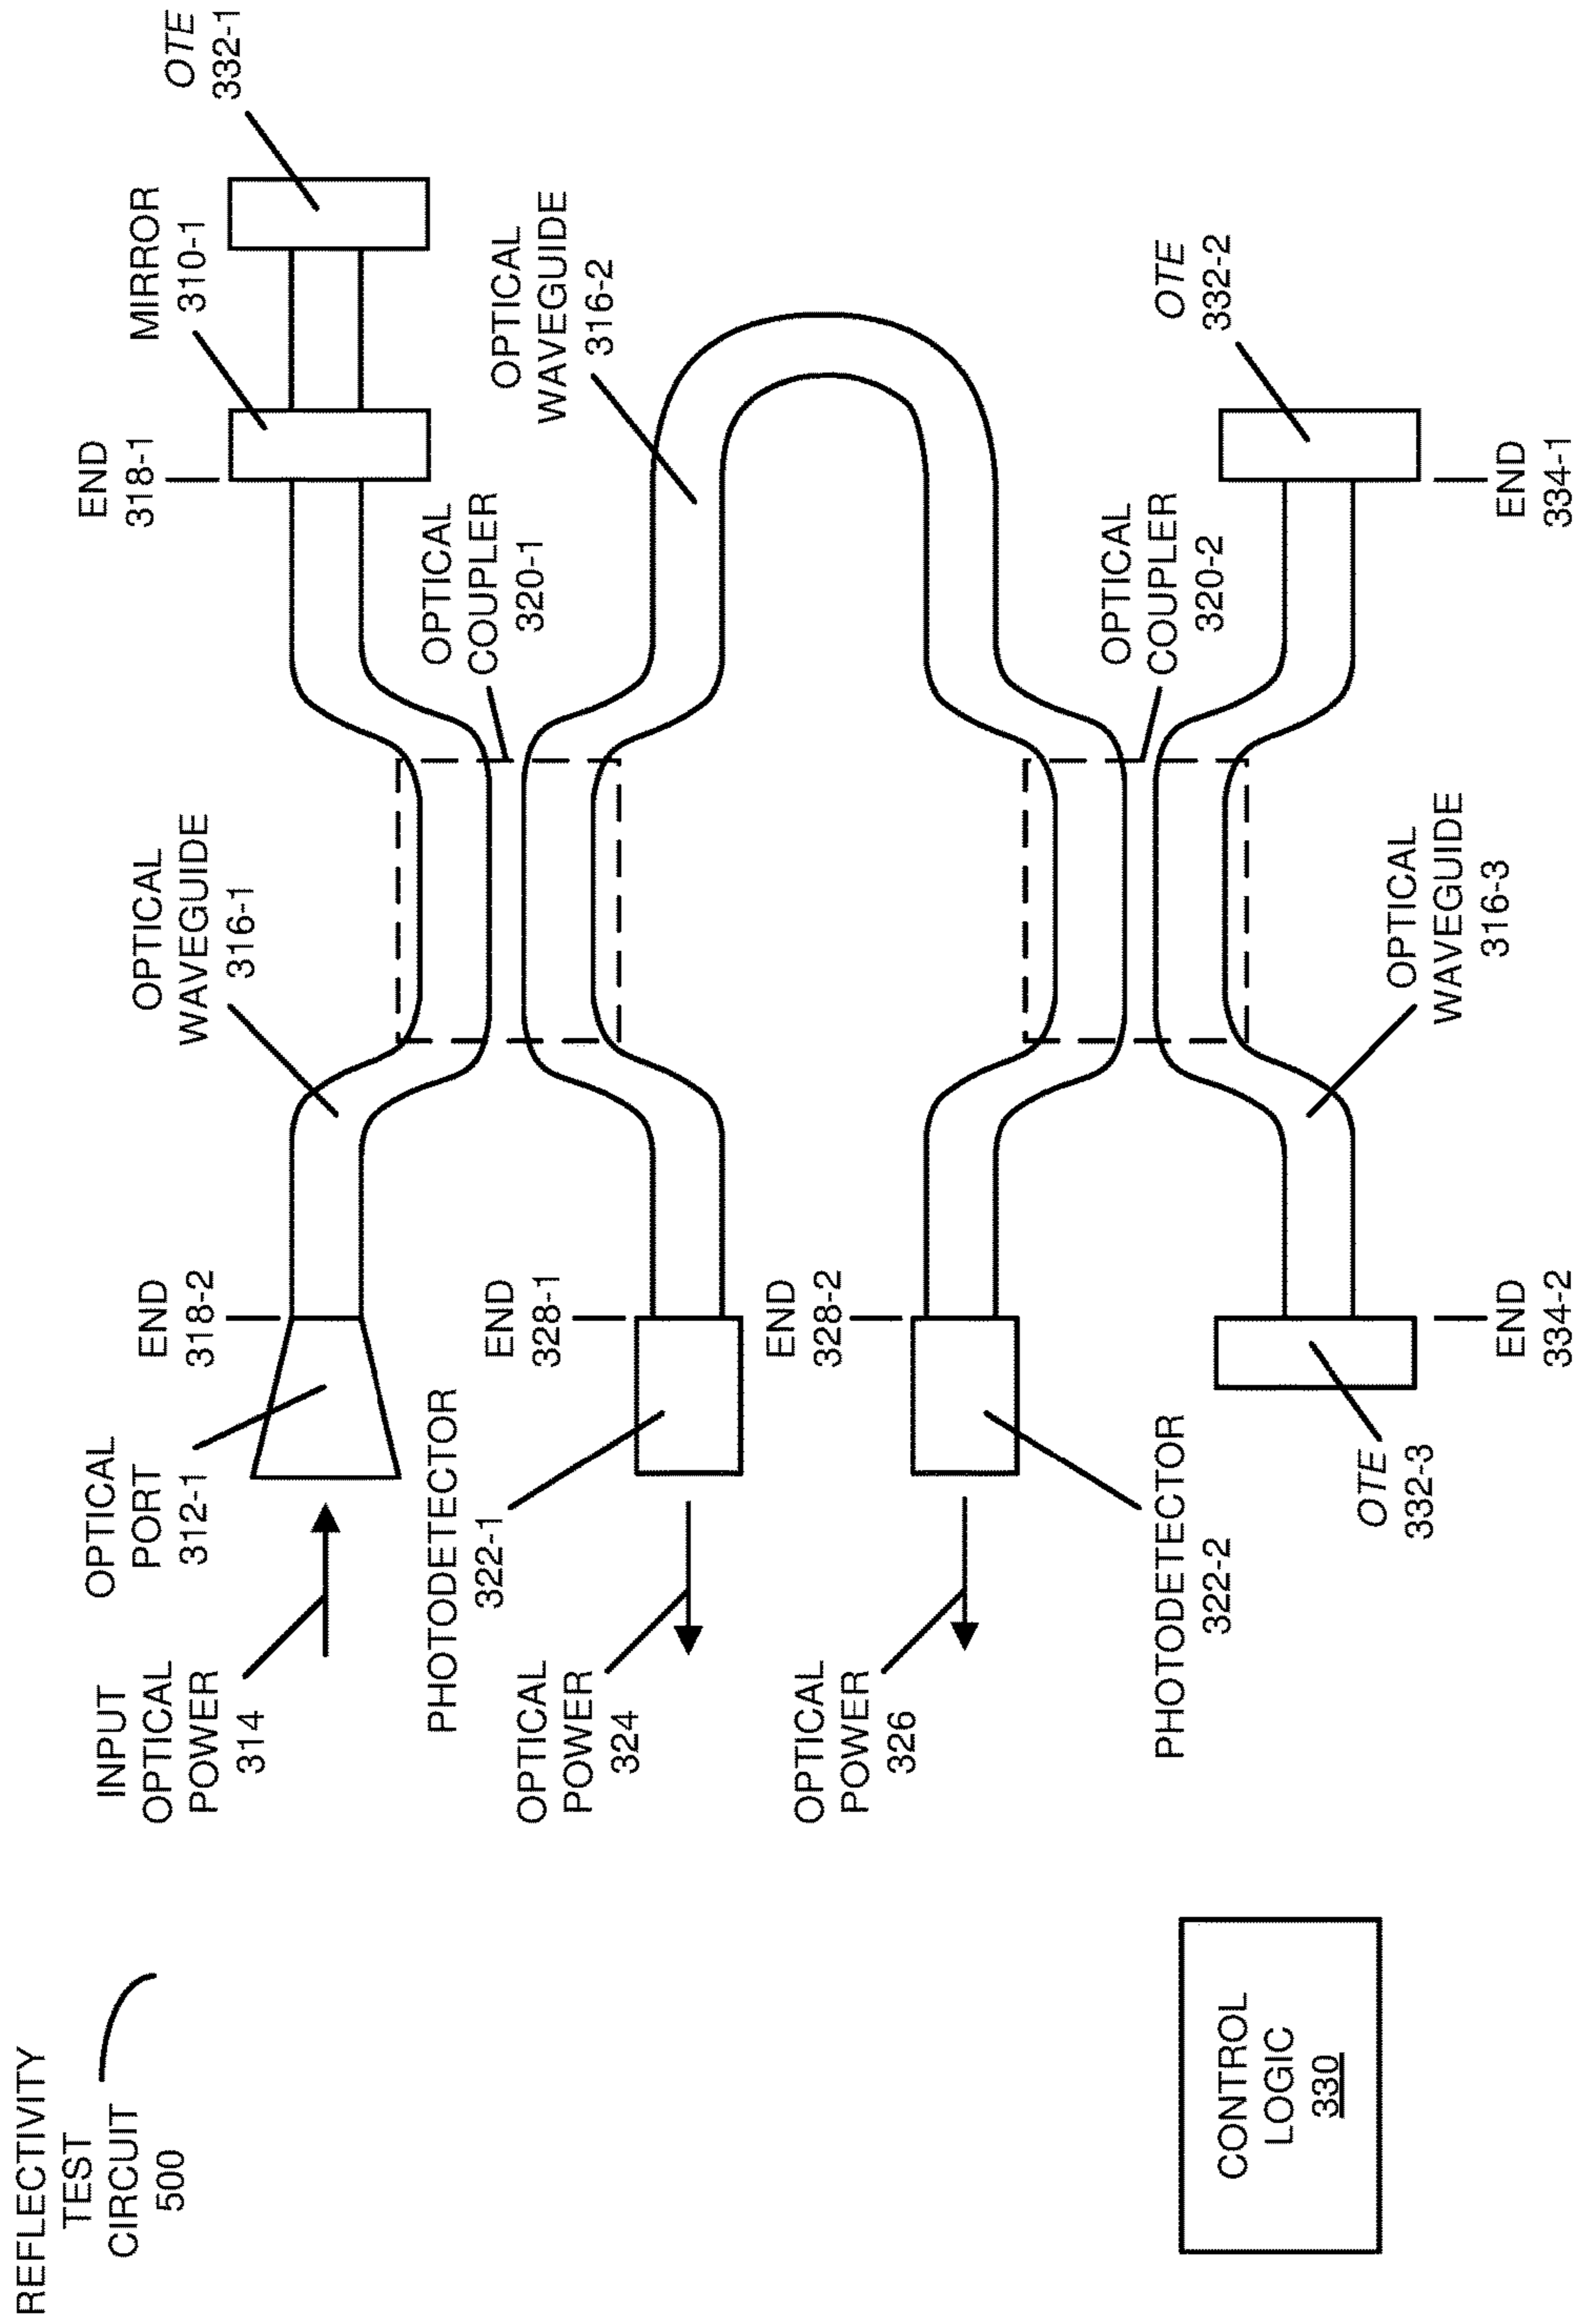 REFLECTIVITY
TEST
CIRCUIT
500
INPUT
OPTICAL
POWER
314
OPTICAL
PORT
312-1
END
318-2
OPTICAL
WAVEGUIDE
316-1
END
318-1
MIRROR
310-1
OTE
332-1
PHOTODETECTOR
322-1
OPTICAL
POWER
324
END
328-1
OPTICAL
COUPLER
320-1
OPTICAL
WAVEGUIDE
316-2
OPTICAL
POWER
326
END
328-2
PHOTODETECTOR
322-2
OPTICAL
COUPLER
320-2
OTE
332-2
CONTROL
LOGIC
330
OTE
332-3
END
334-2
OPTICAL
WAVEGUIDE
316-3
END
334-1